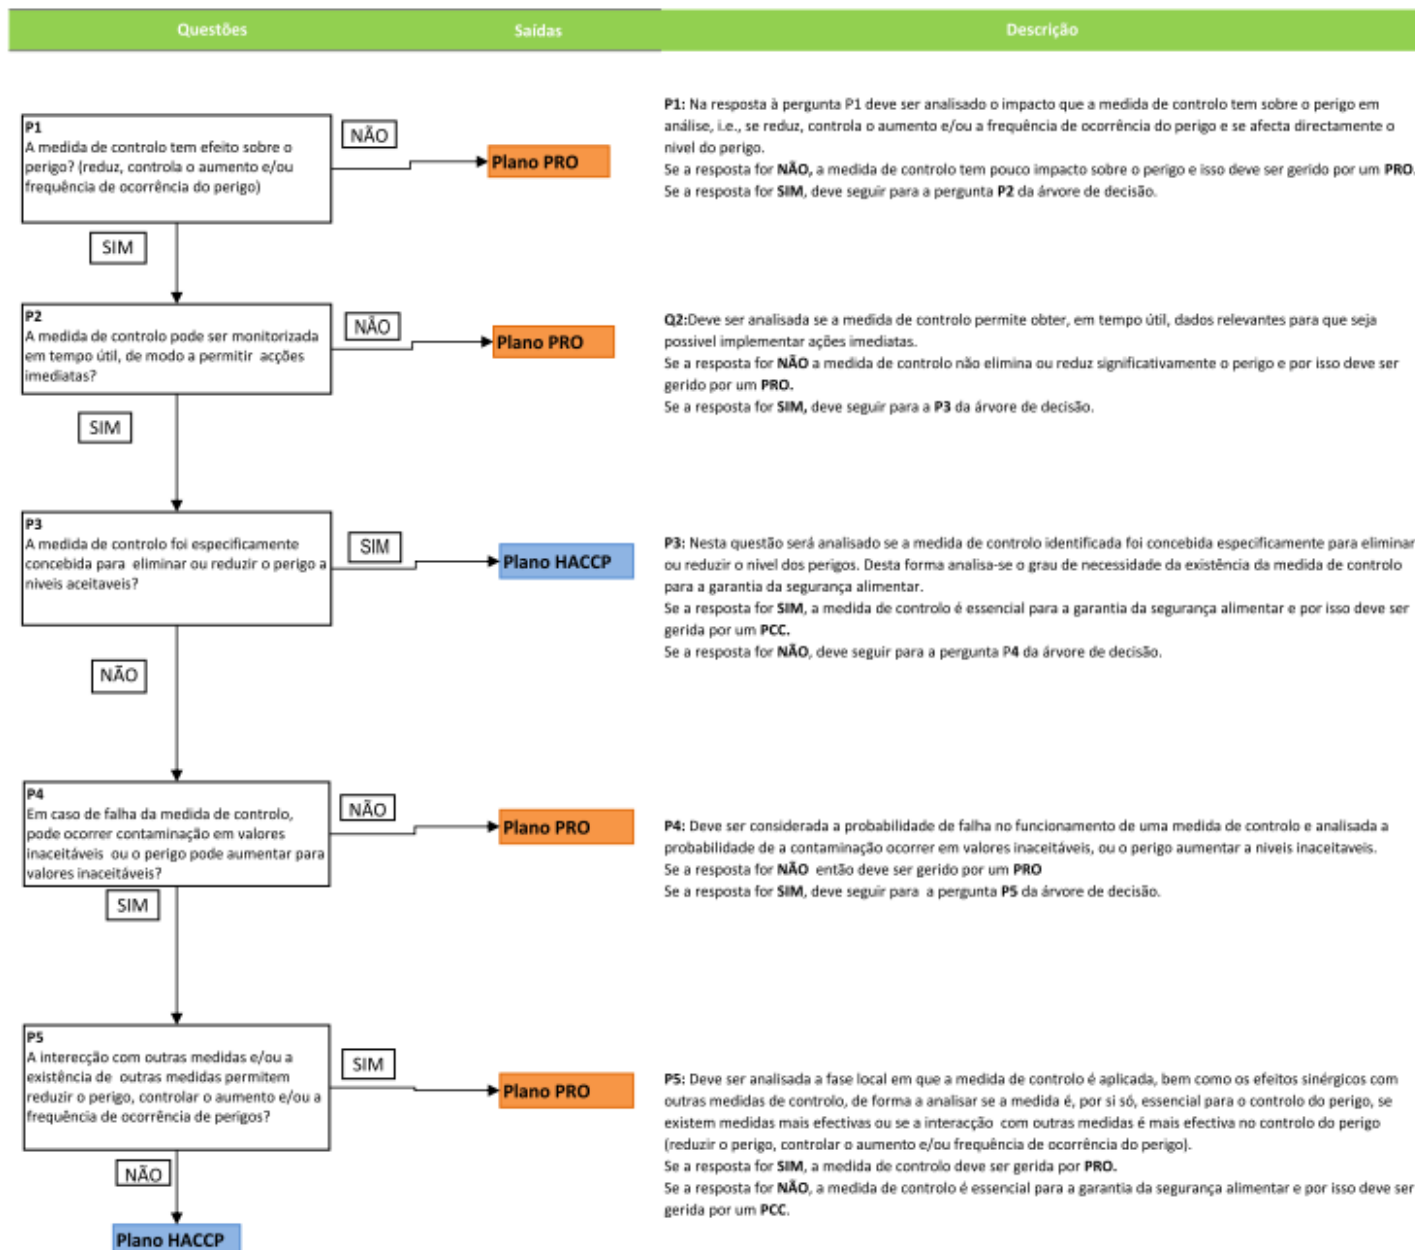 Questões Saídas Descrição
P1
A medida de controlo tem efeito sobre o
perigo? (reduz, controla o aumento e/ou
frequência de ocorrência do perigo)
NÃO
Plano PRO
P1: Na resposta à pergunta P1 deve ser analisado o impacto que a medida de controlo tem sobre o perigo em
análise, i.e., se reduz, controla o aumento e/ou a frequência de ocorrência do perigo e se afecta directamente o
nivel do perigo.
Se a resposta for NÃO, a medida de controlo tem pouco impacto sobre o perigo e isso deve ser gerido por um PRO.
Se a resposta for SIM, deve seguir para a pergunta P2 da árvore de decisão.
SIM
P2
A medida de controlo pode ser monitorizada
em tempo útil, de modo a permitir acções
imediatas?
NÃO
Plano PRO
Q2:Deve ser analisada se a medida de controlo permite obter, em tempo útil, dados relevantes para que seja
possivel implementar ações imediatas.
Se a resposta for NÃO a medida de controlo não elimina ou reduz significativamente o perigo e por isso deve ser
gerido por um PRO.
Se a resposta for SIM, deve seguir para a P3 da árvore de decisão.
SIM
P3
A medida de controlo foi especificamente
concebida para eliminar ou reduzir o perigo a
niveis aceitaveis?
SIM
Plano HACCP
P3: Nesta questão será analisado se a medida de controlo identificada foi concebida especificamente para eliminar
ou reduzir o nivel dos perigos. Desta forma analisa-se o grau de necessidade da existência da medida de controlo
para a garantia da segurança alimentar.
Se a resposta for SIM, a medida de controlo é essencial para a garantia da segurança alimentar e por isso deve ser
gerida por um PCC.
Se a resposta for NÃO, deve seguir para a pergunta P4 da árvore de decisão.
NÃO
P4
Em caso de falha da medida de controlo,
pode ocorrer contaminação em valores
inaceitáveis ou o perigo pode aumentar para
valores inaceitáveis?
NÃO
Plano PRO
P4: Deve ser considerada a probabilidade de falha no funcionamento de uma medida de controlo e analisada a
probabilidade de a contaminação ocorrer em valores inaceitáveis, ou o perigo aumentar a niveis inaceitaveis.
Se a resposta for NÃO então deve ser gerido por um PRO
Se a resposta for SIM, deve seguir para a pergunta P5 da árvore de decisão.
SIM
P5
A interecção com outras medidas e/ou a
existência de outras medidas permitem
reduzir o perigo, controlar o aumento e/ou a
frequência de ocorrência de perigos?
SIM
Plano PRO
P5: Deve ser analisada a fase local em que a medida de controlo é aplicada, bem como os efeitos sinérgicos com
outras medidas de controlo, de forma a analisar se a medida é, por si só, essencial para o controlo do perigo, se
existem medidas mais efectivas ou se a interacção com outras medidas é mais efectiva no controlo do perigo
(reduzir o perigo, controlar o aumento e/ou frequência de ocorrência do perigo).
Se a resposta for SIM, a medida de controlo deve ser gerida por PRO.
Se a resposta for NÃO, a medida de controlo é essencial para a garantia da segurança alimentar e por isso deve ser
gerida por um PCC.
NÃO
Plano HACCP